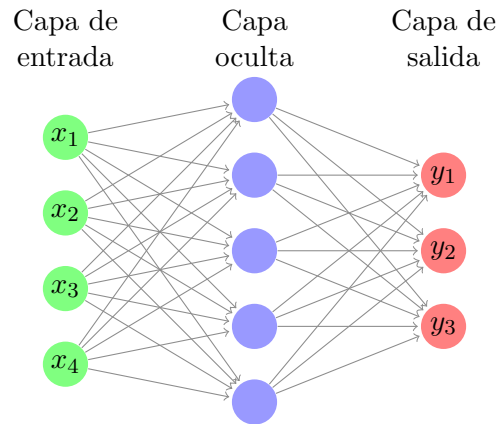 Capa de
entrada
Capa
oculta
Capa de
salida
x₁
x₂
x₃
x₄
y₁
y₂
y₃